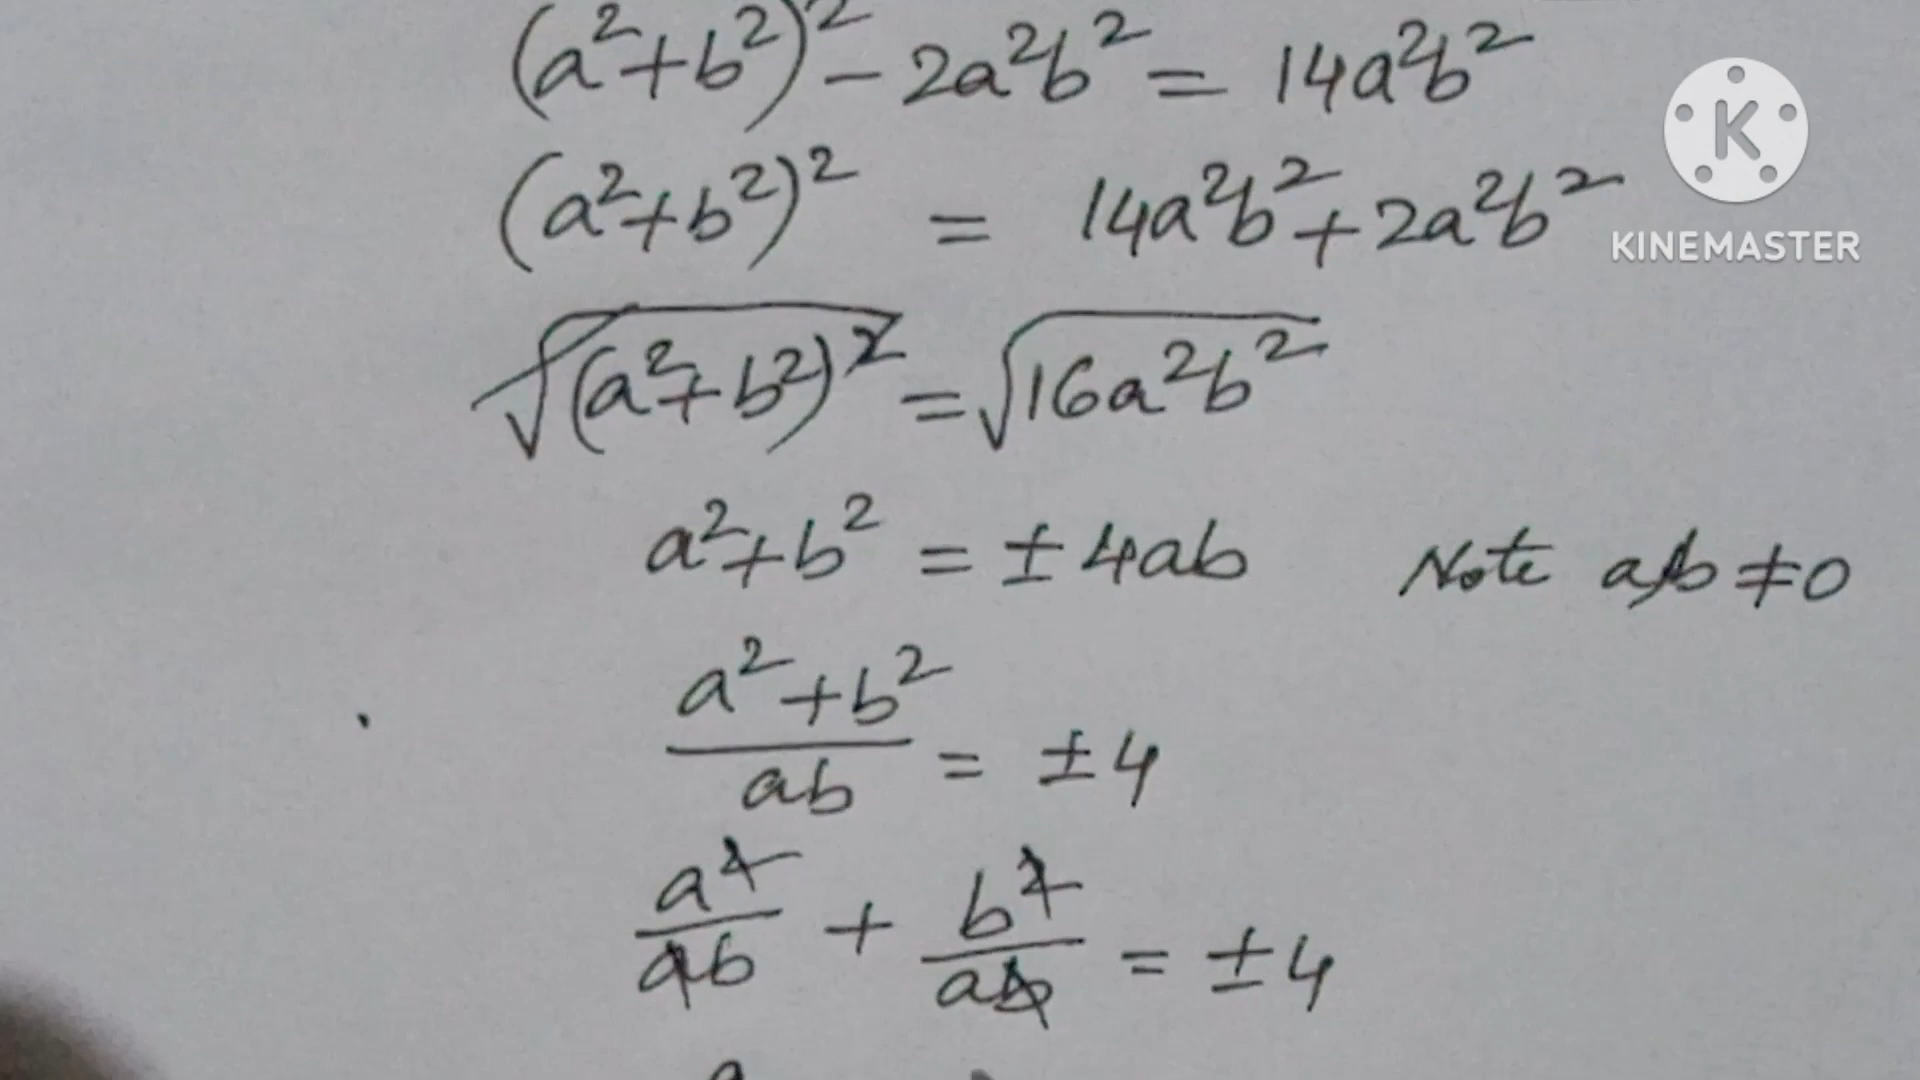 (a²+b²)² - 2a²b² = 14a²b²
(a²+b²)² = 14a²b² + 2a²b²
√(a²+b²)² = √16a²b²
a²+b² = ±4ab Note a,b ≠ 0
(a²+b²)/ab = ±4
a²/ab + b²/ab = ±4
K
KINEMASTER